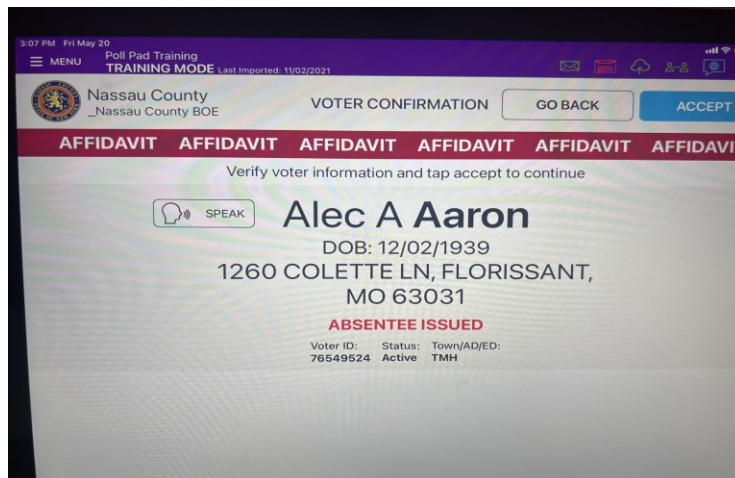 3:07 PM Fri May 20
MENU
Poll Pad Training
TRAINING MODE Last Imported: 11/02/2021
Nassau County
_Nassau County BOE
VOTER CONFIRMATION
GO BACK
ACCEPT
AFFIDAVIT AFFIDAVIT AFFIDAVIT AFFIDAVIT AFFIDAVIT AFFIDAVI
Verify voter information and tap accept to continue
SPEAK
Alec A Aaron
DOB: 12/02/1939
1260 COLETTE LN, FLORISSANT,
MO 63031
ABSENTEE ISSUED
Voter ID: Status: Town/AD/ED:
76549524 Active TMH